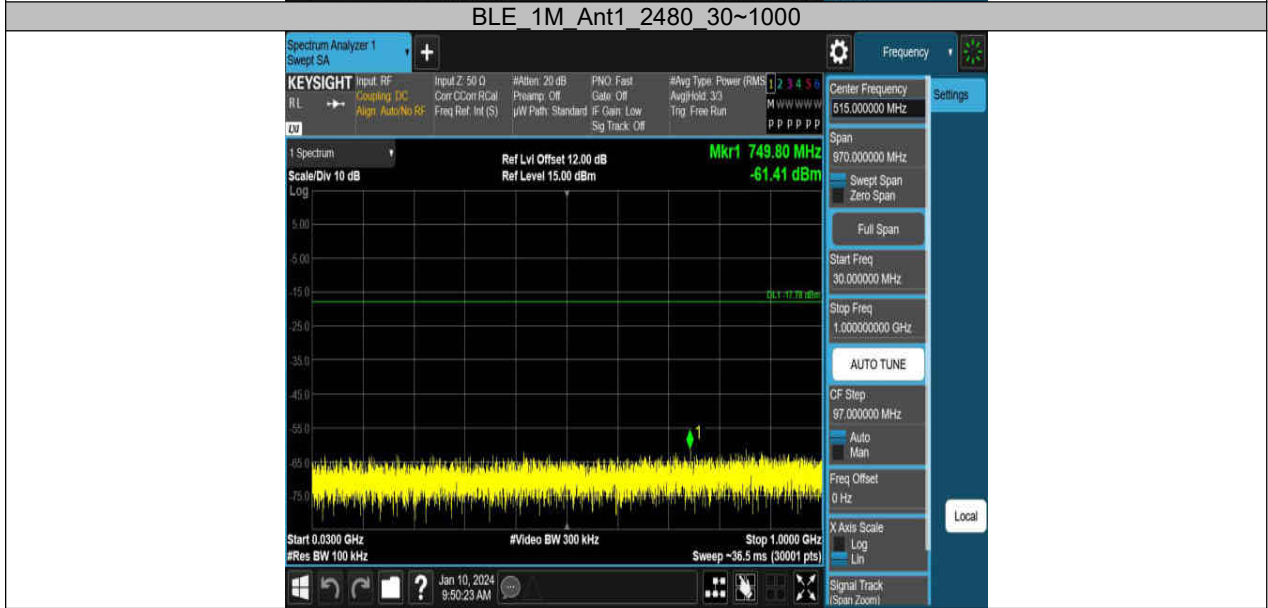 BLE_1M_Ant1_2480_30~1000
Spectrum Analyzer 1
Swept SA
+
Frequency
KEYSIGHT
RL
LXI
Input: RF
Coupling: DC
Align: Auto/No RF
Input Z: 50 Ω
Corr CCorr RCal
Freq Ref: Int (S)
#Atten: 20 dB
Preamp: Off
µW Path: Standard
PNO: Fast
Gate: Off
IF Gain: Low
Sig Track: Off
#Avg Type: Power (RMS
Avg|Hold: 3/3
Trig: Free Run
1 2 3 4 5 6
M W W W W W
P P P P P P
1 Spectrum
Scale/Div 10 dB
Ref Lvl Offset 12.00 dB
Ref Level 15.00 dBm
Mkr1 749.80 MHz
-61.41 dBm
Log
5.00
-5.00
-15.0
DL1 -17.78 dBm
-25.0
-35.0
-45.0
-55.0
1
-65.0
-75.0
Start 0.0300 GHz
#Res BW 100 kHz
#Video BW 300 kHz
Stop 1.0000 GHz
Sweep ~36.5 ms (30001 pts)
?
Jan 10, 2024
9:50:23 AM
Center Frequency
515.000000 MHz
Settings
Span
970.000000 MHz
Swept Span
Zero Span
Full Span
Start Freq
30.000000 MHz
Stop Freq
1.000000000 GHz
AUTO TUNE
CF Step
97.000000 MHz
Auto
Man
Freq Offset
0 Hz
X Axis Scale
Log
Lin
Local
Signal Track
(Span Zoom)